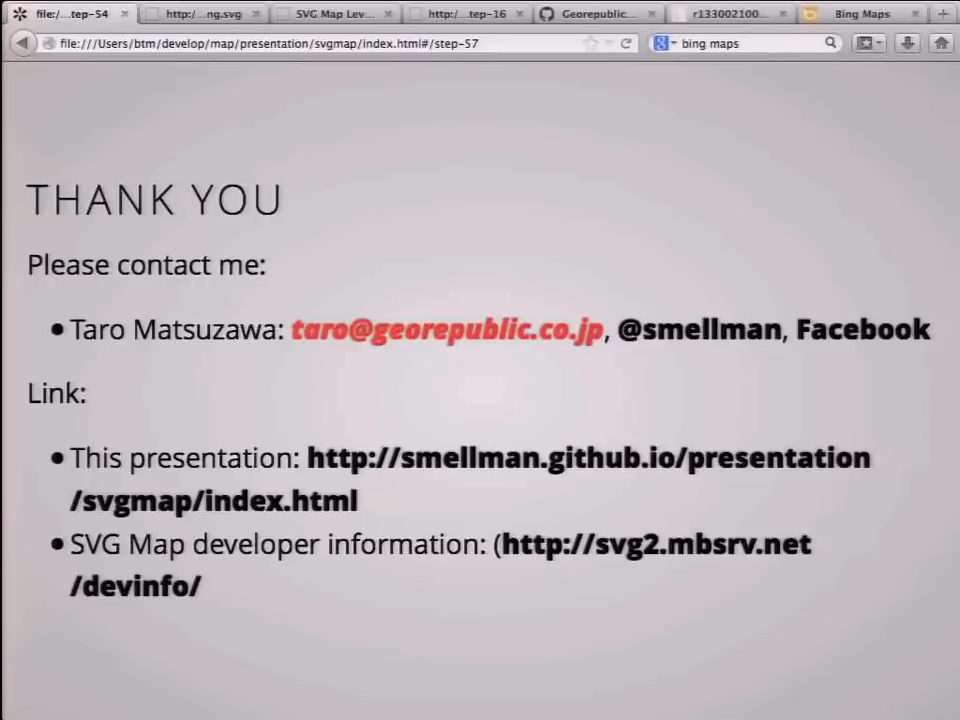 file:/...tep-54
http:/...ng.svg
SVG Map Lev...
http:/...tep-16
Georepublic...
r133002100...
Bing Maps
file:///Users/btm/develop/map/presentation/svgmap/index.html#/step-57
bing maps
THANK YOU
Please contact me:
• Taro Matsuzawa: taro@georepublic.co.jp, @smellman, Facebook
Link:
• This presentation: http://smellman.github.io/presentation
/svgmap/index.html
• SVG Map developer information: (http://svg2.mbsrv.net
/devinfo/